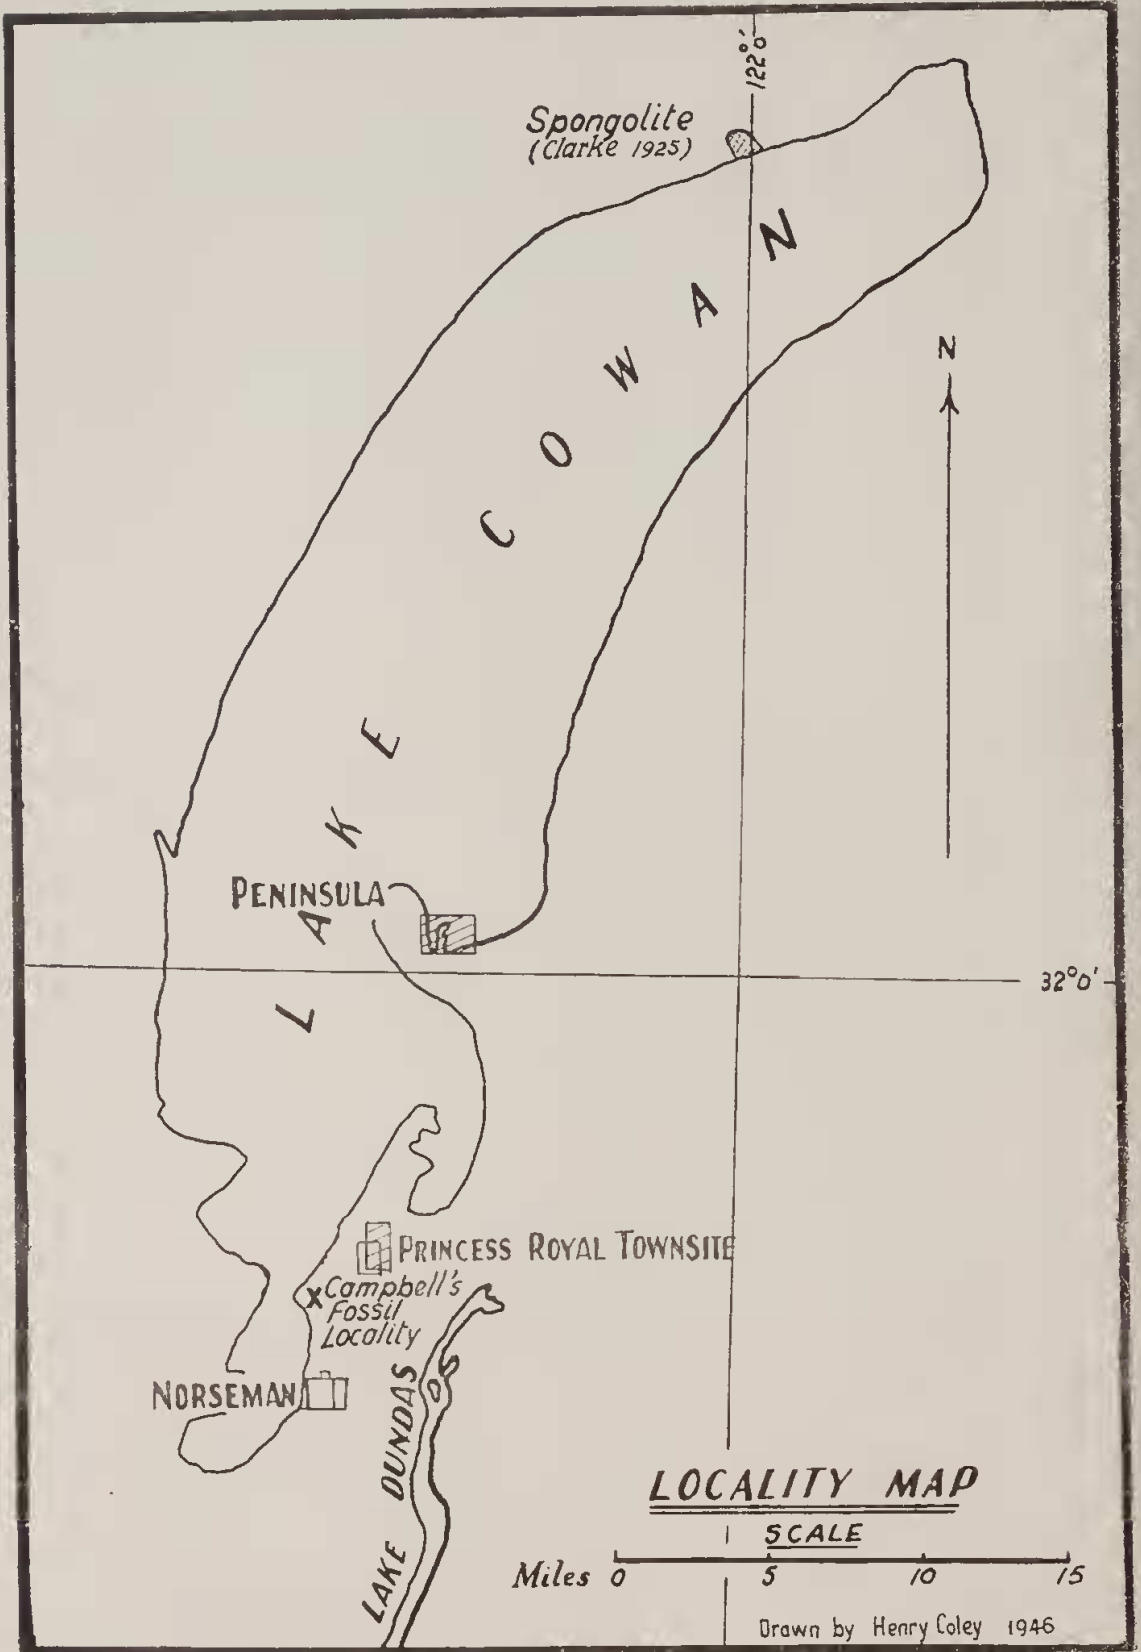 122°0'
Spongolite
(Clarke 1925)
LAKE COWAN
N
PENINSULA
32°0'
PRINCESS ROYAL TOWNSITE
X Campbell's
Fossil
Locality
NORSEMAN
LAKE DUNDAS
LOCALITY MAP
SCALE
Miles 0 5 10 15
Drawn by Henry Coley 1946